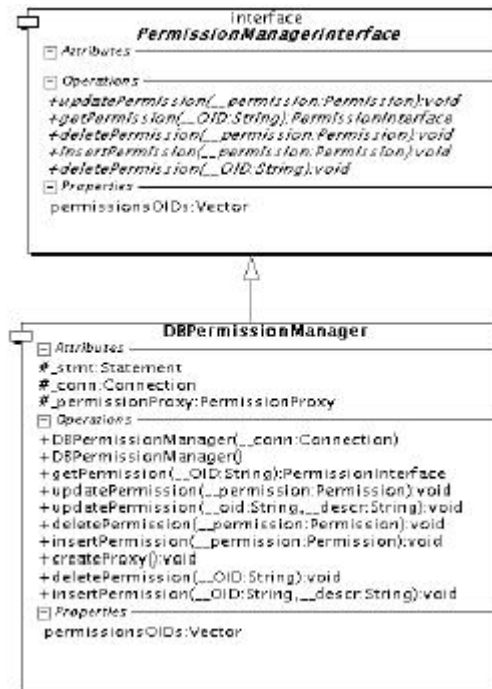 interface
PermissionManagerInterface
Attributes
Operations
+updatePermission(__permission:Permission):void
+getPermission(__OID:String):PermissionInterface
+deletePermission(__permission:Permission):void
+insertPermission(__permission:Permission):void
+deletePermission(__OID:String):void
Properties
permissionsOIDs:Vector
DBPermissionManager
Attributes
#_stmt:Statement
#_conn:Connection
#_permissionProxy:PermissionProxy
Operations
+DBPermissionManager(__conn:Connection)
+DBPermissionManager()
+getPermission(__OID:String):PermissionInterface
+updatePermission(__permission:Permission):void
+updatePermission(__oid:String,__descr:String):void
+deletePermission(__permission:Permission):void
+insertPermission(__permission:Permission):void
+createProxy():void
+deletePermission(__OID:String):void
+insertPermission(__OID:String,__descr:String):void
Properties
permissionsOIDs:Vector